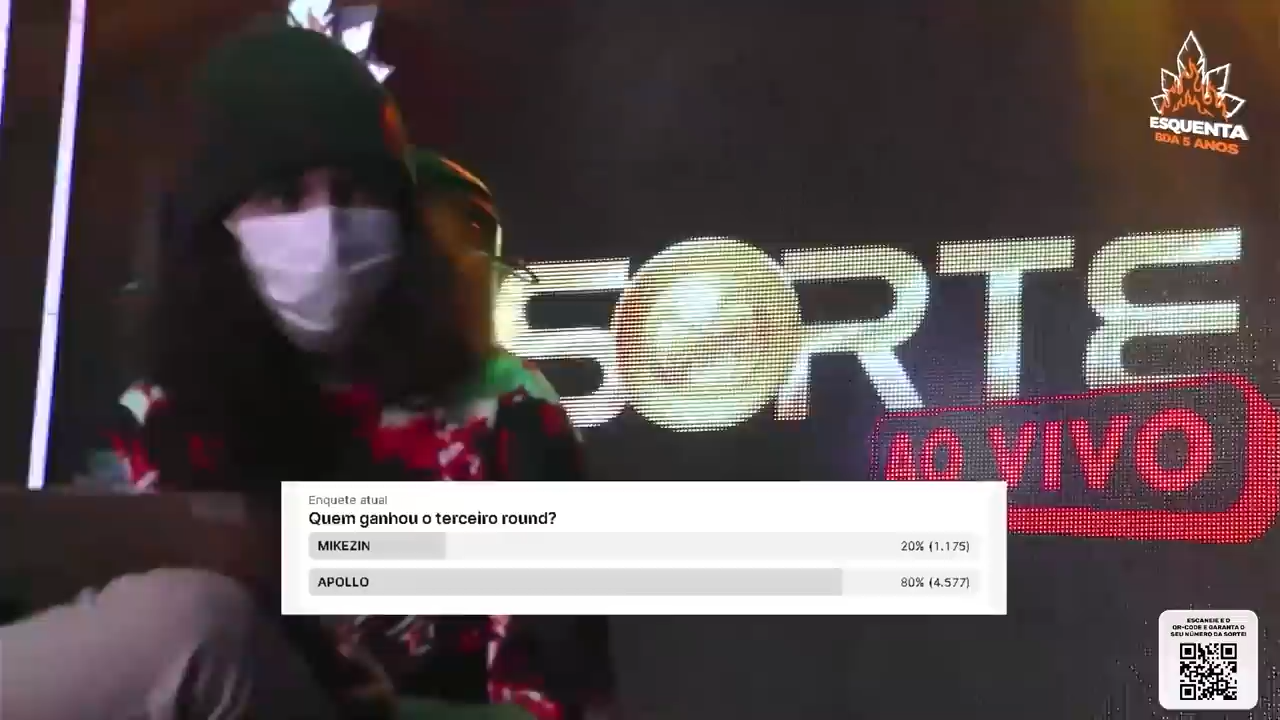 ESQUENTA
BDA 5 ANOS
SORTE
AO VIVO
Enquete atual
Quem ganhou o terceiro round?
MIKEZIN 20% (1.175)
APOLLO 80% (4.577)
ESCANEIE E O
QR-CODE E GARANTA O
SEU NÚMERO DA SORTE!